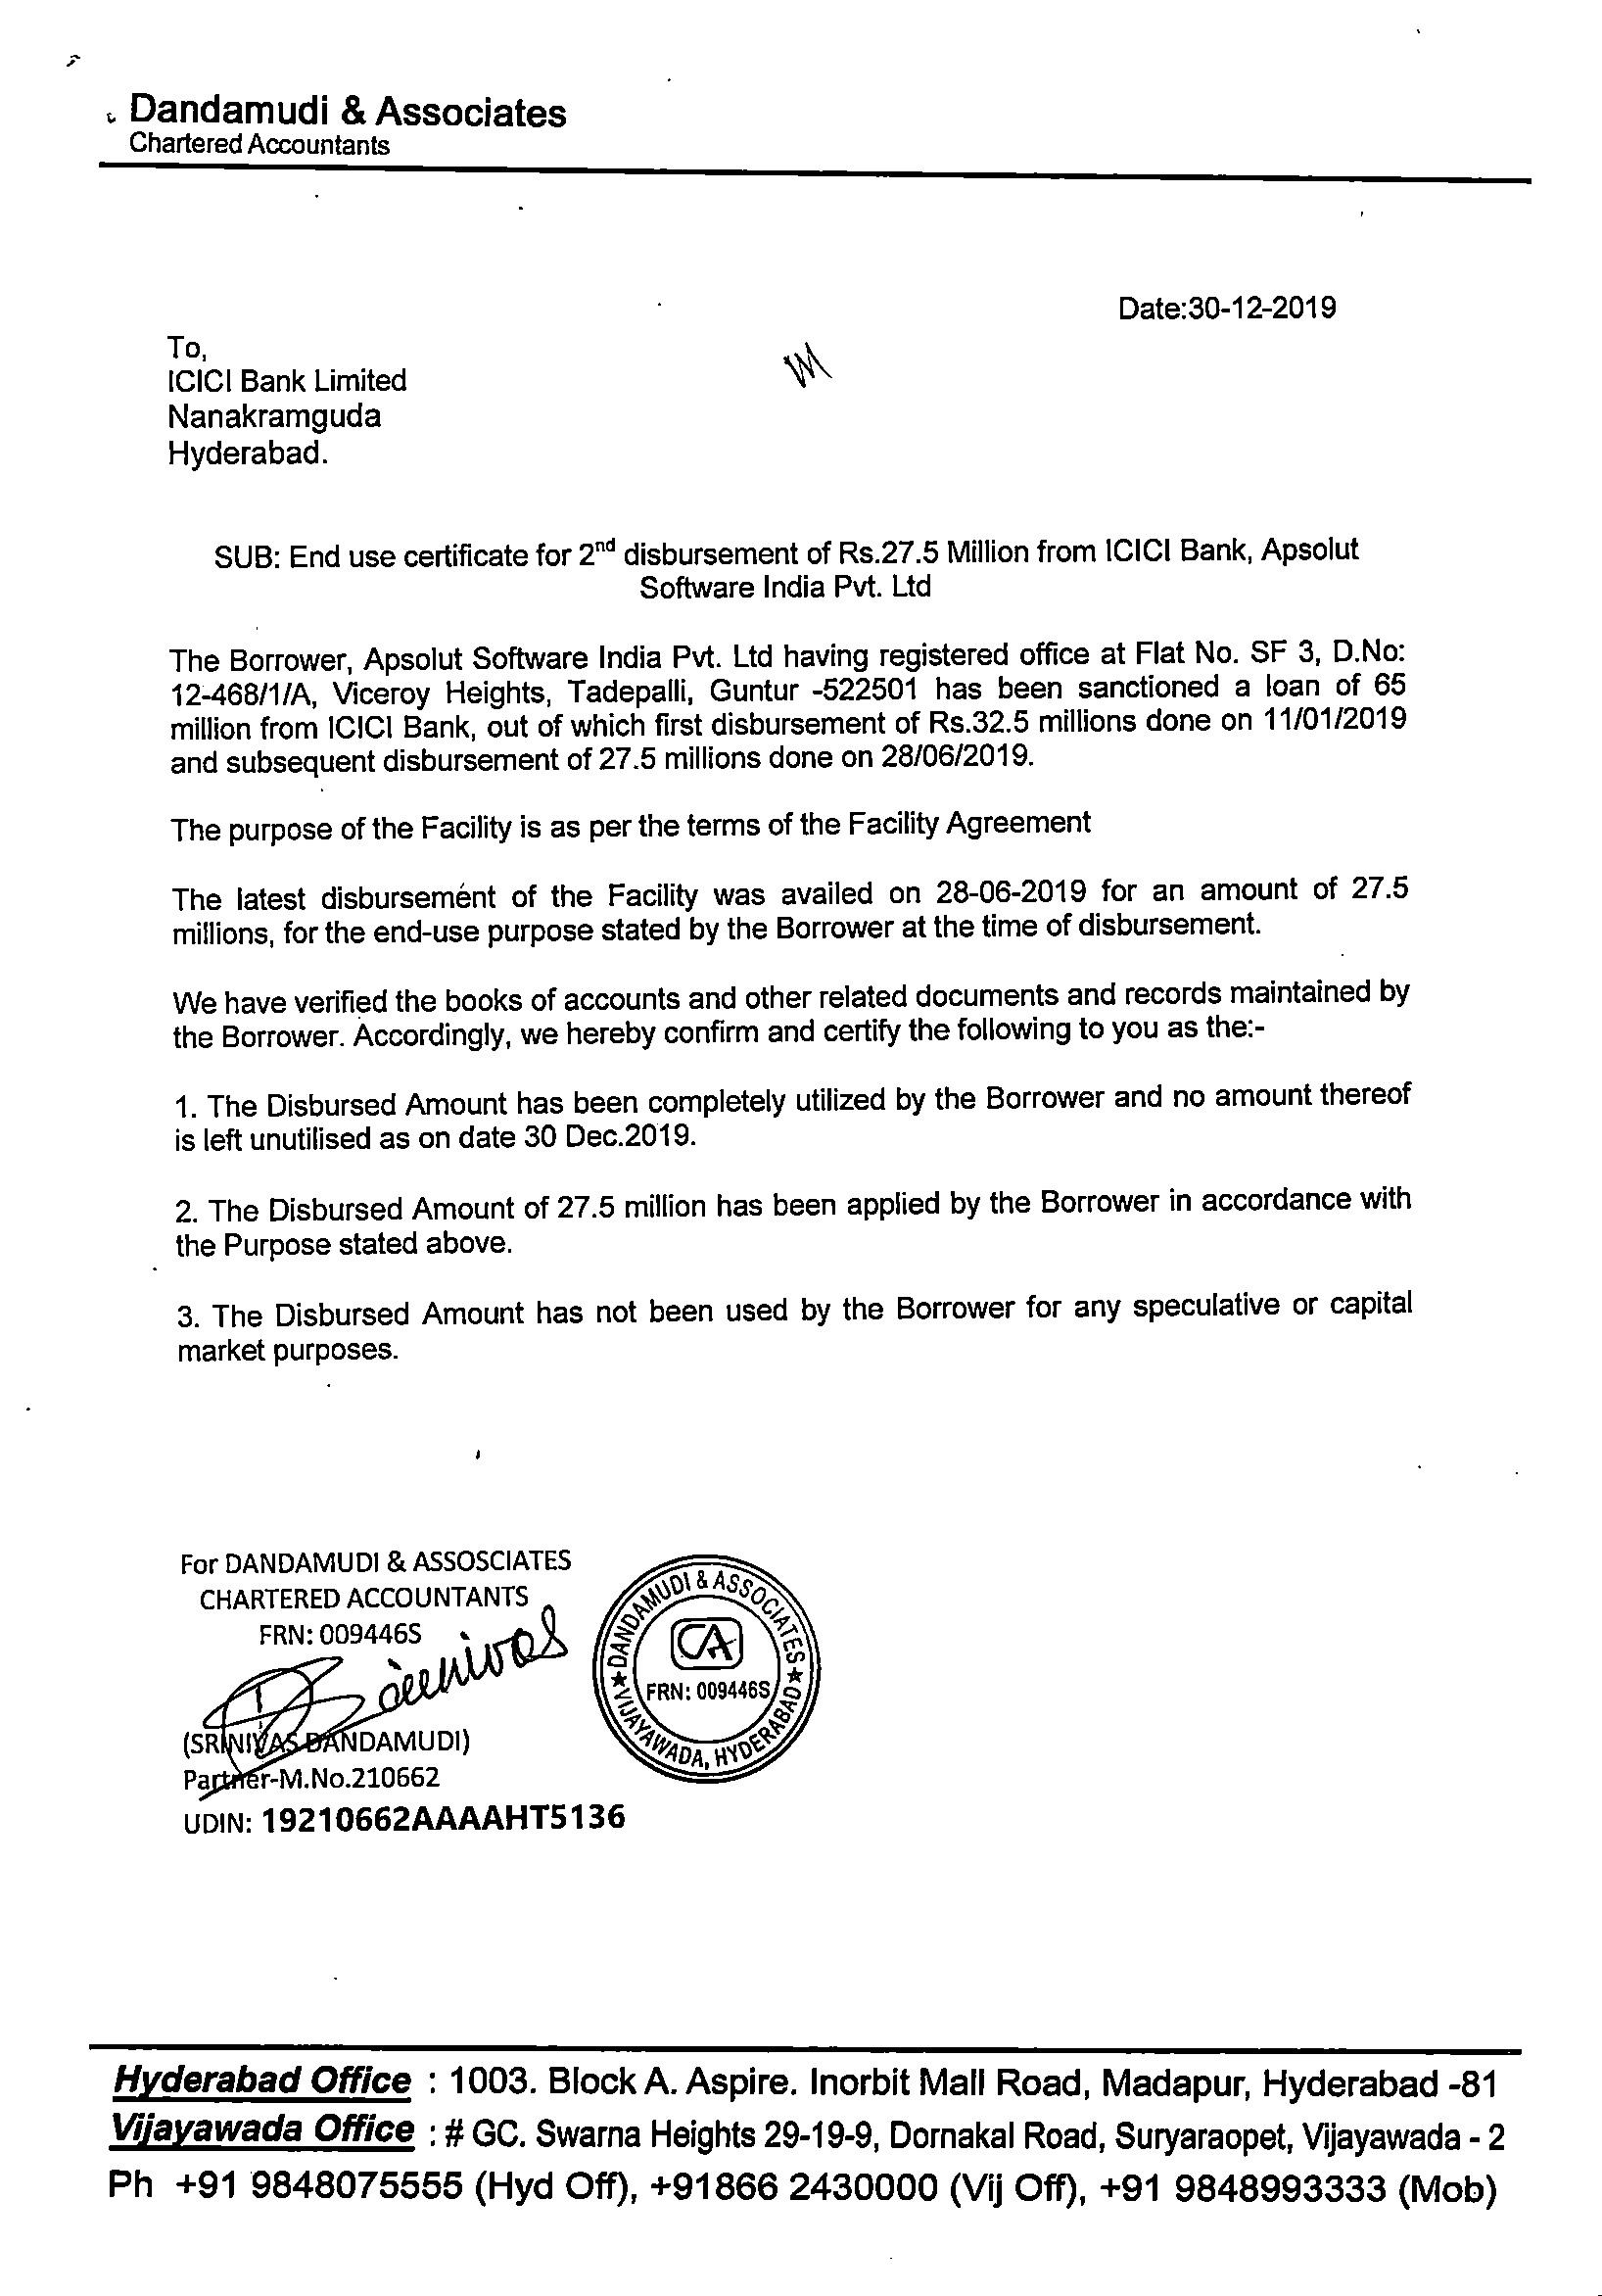 Dandamudi & Associates
Chartered Accountants
Date:30-12-2019
To,
ICICI Bank Limited
Nanakramguda
Hyderabad.
SUB: End use certificate for 2nd disbursement of Rs.27.5 Million from ICICI Bank, Apsolut
Software India Pvt. Ltd
The Borrower, Apsolut Software India Pvt. Ltd having registered office at Flat No. SF 3, D.No:
12-468/1/A, Viceroy Heights, Tadepalli, Guntur -522501 has been sanctioned a loan of 65
million from ICICI Bank, out of which first disbursement of Rs.32.5 millions done on 11/01/2019
and subsequent disbursement of 27.5 millions done on 28/06/2019.
The purpose of the Facility is as per the terms of the Facility Agreement
The latest disbursement of the Facility was availed on 28-06-2019 for an amount of 27.5
millions, for the end-use purpose stated by the Borrower at the time of disbursement.
We have verified the books of accounts and other related documents and records maintained by
the Borrower. Accordingly, we hereby confirm and certify the following to you as the:-
1. The Disbursed Amount has been completely utilized by the Borrower and no amount thereof
is left unutilised as on date 30 Dec.2019.
2. The Disbursed Amount of 27.5 million has been applied by the Borrower in accordance with
the Purpose stated above.
3. The Disbursed Amount has not been used by the Borrower for any speculative or capital
market purposes.
For DANDAMUDI & ASSOSCIATES
CHARTERED ACCOUNTANTS
FRN: 009446S
(SRINIVAS DANDAMUDI)
Partner-M.No.210662
UDIN: 19210662AAAAHT5136
DANDAMUDI & ASSOCIATES
CA
FRN: 009446S
VIJAYAWADA, HYDERABAD
Hyderabad Office : 1003. Block A. Aspire. Inorbit Mall Road, Madapur, Hyderabad -81
Vijayawada Office : # GC. Swarna Heights 29-19-9, Dornakal Road, Suryaraopet, Vijayawada - 2
Ph +91 9848075555 (Hyd Off), +91866 2430000 (Vij Off), +91 9848993333 (Mob)